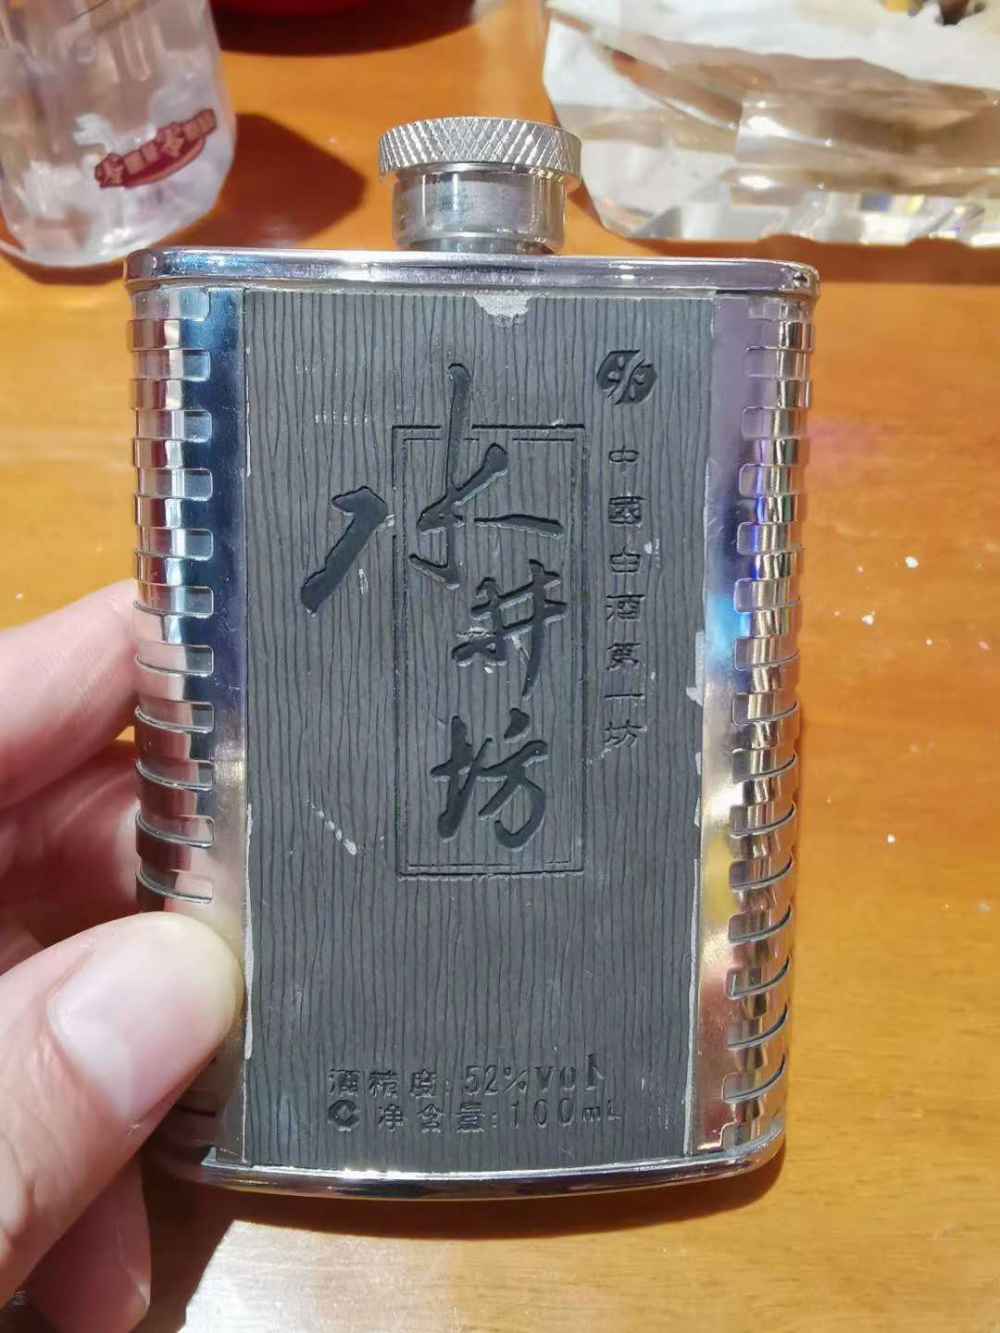 水井坊
中國白酒第一坊
酒精度:52%vol
净含量:100mL